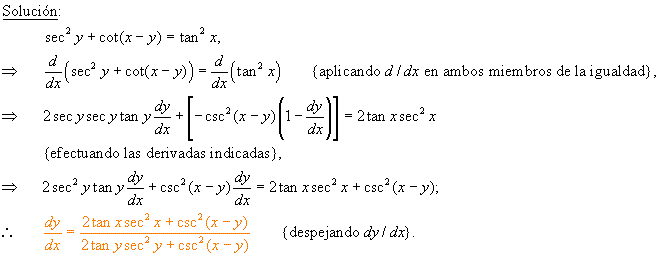 Solución:
sec² y + cot(x − y) = tan² x,
⇒ d/dx(sec² y + cot(x − y)) = d/dx(tan² x) {aplicando d / dx en ambos miembros de la igualdad},
⇒ 2 sec y sec y tan y dy/dx + [− csc² (x − y)(1 − dy/dx)] = 2 tan x sec² x
{efectuando las derivadas indicadas},
⇒ 2 sec² y tan y dy/dx + csc² (x − y) dy/dx = 2 tan x sec² x + csc² (x − y);
∴ dy/dx = (2 tan x sec² x + csc² (x − y))/(2 tan y sec² y + csc² (x − y)) {despejando dy / dx}.